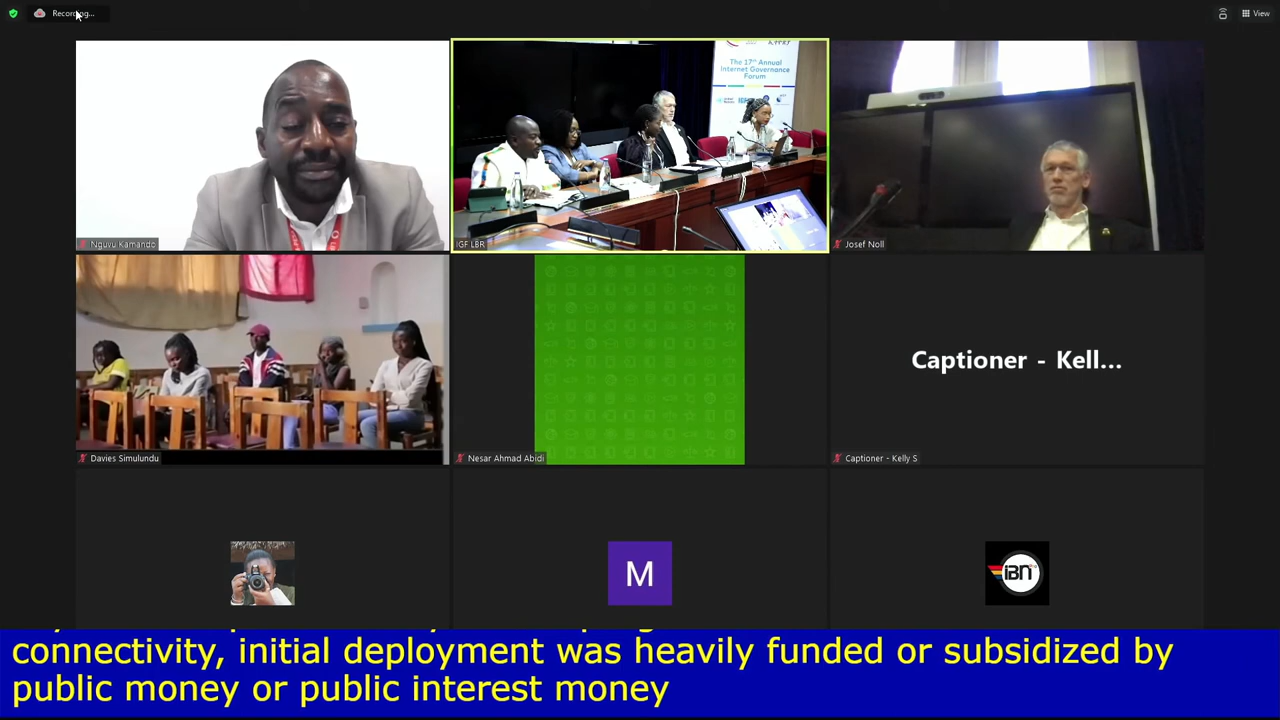 Recording...
View
The 17th Annual
Internet Governance
Forum
Nguvu Kamando
IGF LBR
Josef Noll
Captioner - Kell...
Davies Simulundu
Nesar Ahmad Abidi
Captioner - Kelly S
M
iBN
connectivity, initial deployment was heavily funded or subsidized by
public money or public interest money